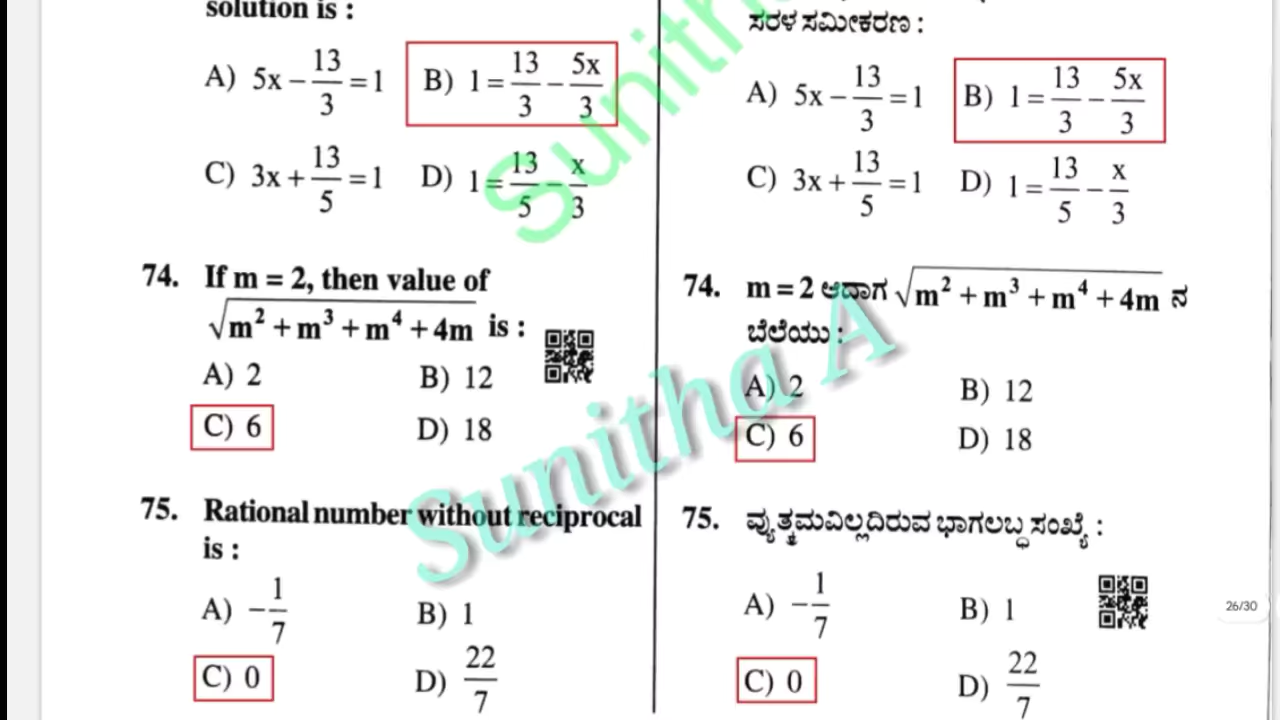 solution is :
A) 5x − 13/3 = 1 B) 1 = 13/3 − 5x/3
C) 3x + 13/5 = 1 D) 1 = 13/5 − x/3
74. If m = 2, then value of
√(m² + m³ + m⁴ + 4m) is :
A) 2 B) 12
C) 6 D) 18
75. Rational number without reciprocal
is :
A) −1/7 B) 1
C) 0 D) 22/7
ಸರಳ ಸಮೀಕರಣ :
A) 5x − 13/3 = 1 B) 1 = 13/3 − 5x/3
C) 3x + 13/5 = 1 D) 1 = 13/5 − x/3
74. m = 2 ಆದಾಗ √(m² + m³ + m⁴ + 4m) ನ
ಬೆಲೆಯು :
A) 2 B) 12
C) 6 D) 18
75. ವ್ಯುತ್ಕ್ರಮವಿಲ್ಲದಿರುವ ಭಾಗಲಬ್ಧ ಸಂಖ್ಯೆ :
A) −1/7 B) 1
C) 0 D) 22/7
Sunitha A
Sunith
26/30